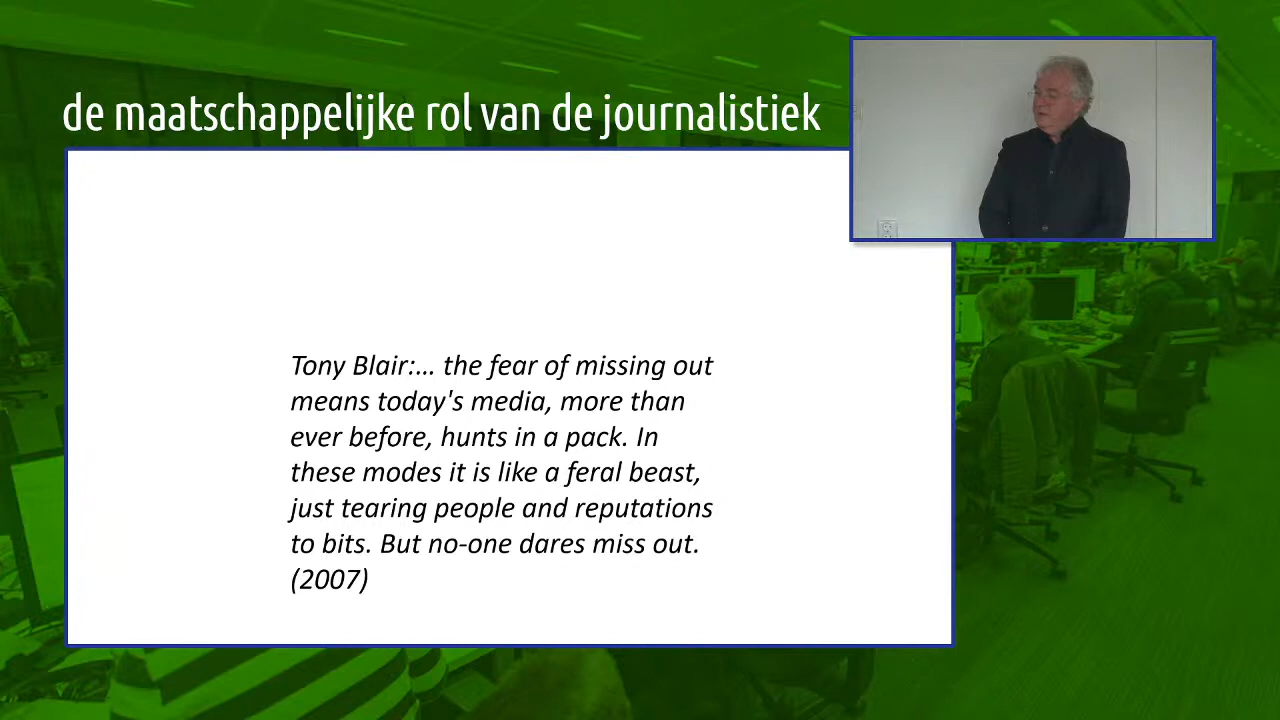 de maatschappelijke rol van de journalistiek
Tony Blair:... the fear of missing out
means today's media, more than
ever before, hunts in a pack. In
these modes it is like a feral beast,
just tearing people and reputations
to bits. But no-one dares miss out.
(2007)